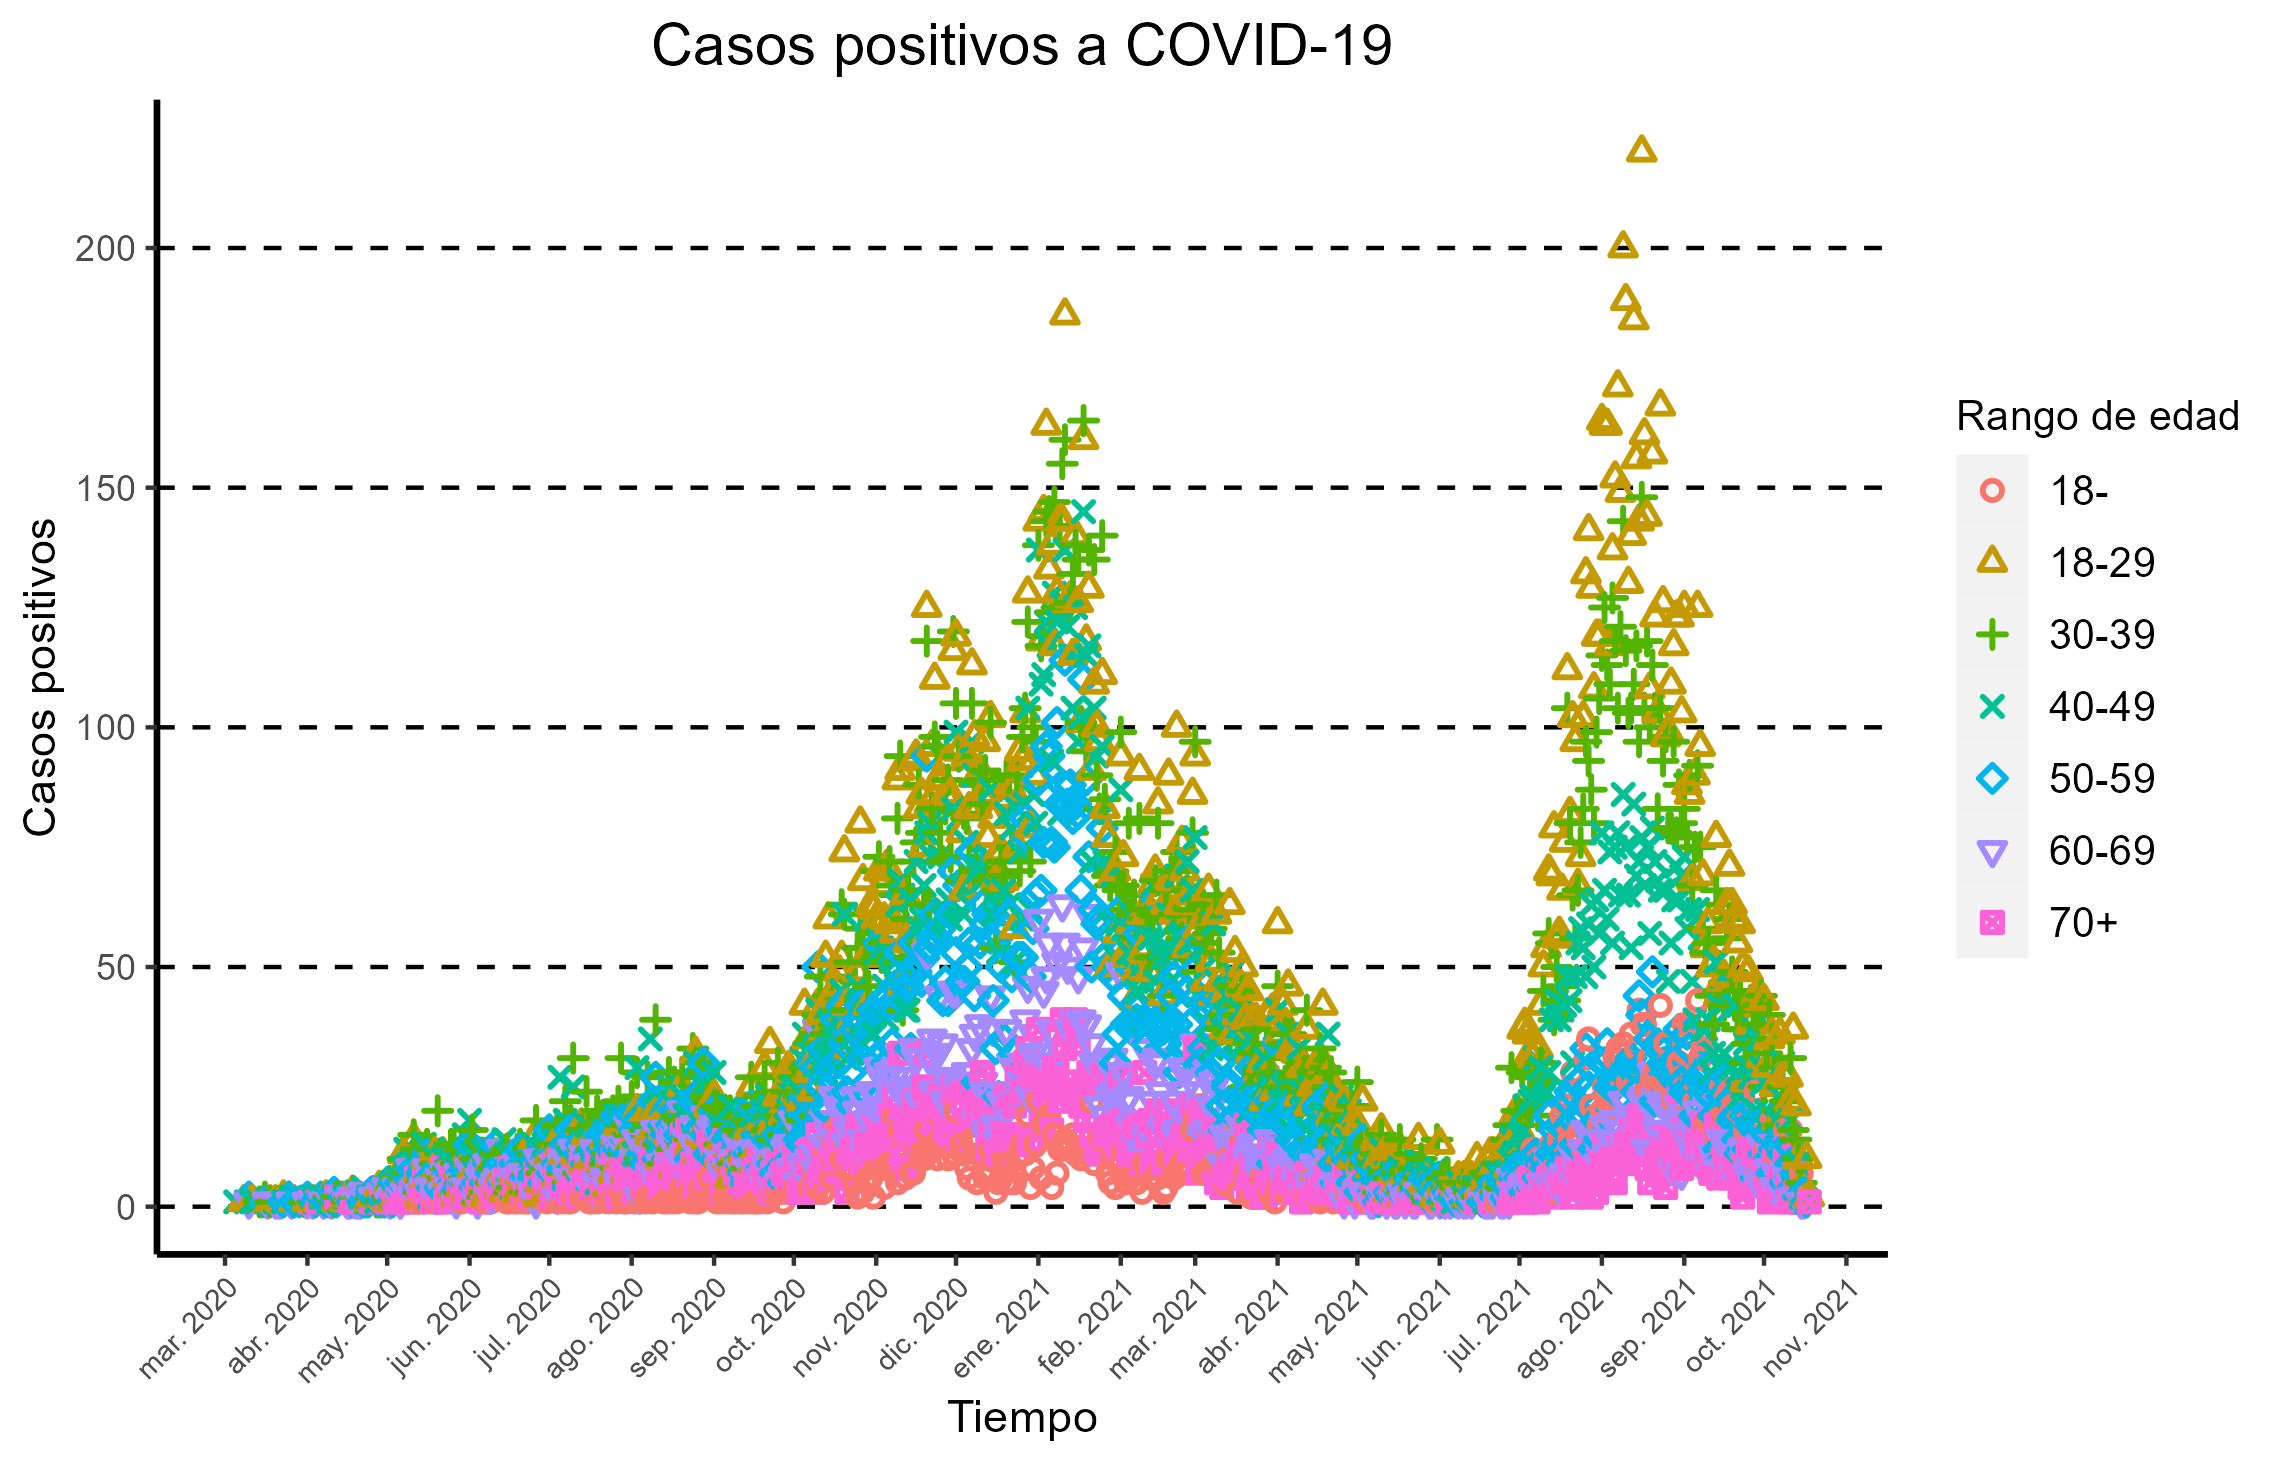 Casos positivos a COVID-19
Casos positivos
200
150
100
50
0
mar. 2020
abr. 2020
may. 2020
jun. 2020
jul. 2020
ago. 2020
sep. 2020
oct. 2020
nov. 2020
dic. 2020
ene. 2021
feb. 2021
mar. 2021
abr. 2021
may. 2021
jun. 2021
jul. 2021
ago. 2021
sep. 2021
oct. 2021
nov. 2021
Tiempo
Rango de edad
18-
18-29
30-39
40-49
50-59
60-69
70+